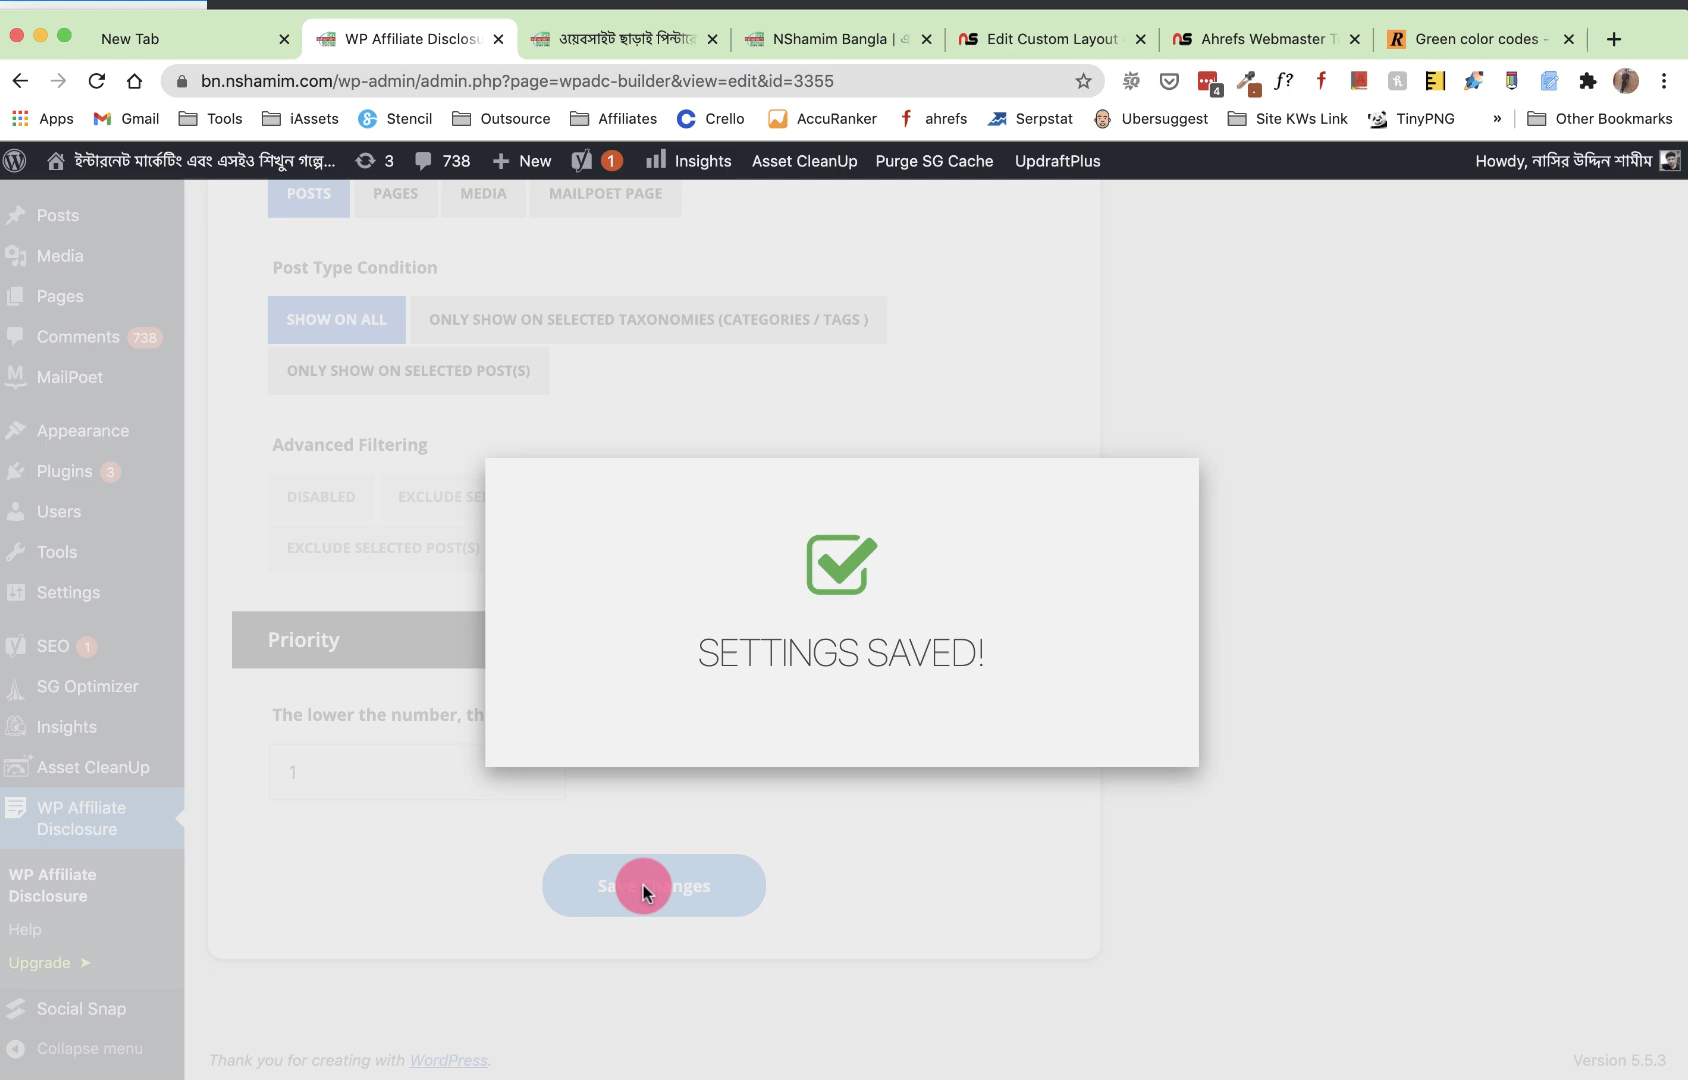 New Tab
WP Affiliate Disclosu
ওয়েবসাইট ছাড়াই পিন্টারে
NShamim Bangla | এ
Edit Custom Layout
Ahrefs Webmaster T
Green color codes -
bn.nshamim.com/wp-admin/admin.php?page=wpadc-builder&view=edit&id=3355
4
f?
Apps
Gmail
Tools
iAssets
Stencil
Outsource
Affiliates
Crello
AccuRanker
ahrefs
Serpstat
Ubersuggest
Site KWs Link
TinyPNG
»
Other Bookmarks
ইন্টারনেট মার্কেটিং এবং এসইও শিখুন গল্পে...
3
738
New
1
Insights
Asset CleanUp
Purge SG Cache
UpdraftPlus
Howdy, নাসির উদ্দিন শামীম
Posts
Media
Pages
Comments 738
MailPoet
Appearance
Plugins 3
Users
Tools
Settings
SEO 1
SG Optimizer
Insights
Asset CleanUp
WP Affiliate
Disclosure
WP Affiliate
Disclosure
Help
Upgrade ➤
Social Snap
Collapse menu
POSTS
PAGES
MEDIA
MAILPOET PAGE
Post Type Condition
SHOW ON ALL
ONLY SHOW ON SELECTED TAXONOMIES (CATEGORIES / TAGS )
ONLY SHOW ON SELECTED POST(S)
Advanced Filtering
DISABLED
EXCLUDE SE
EXCLUDE SELECTED POST(S)
Priority
The lower the number, th
1
SETTINGS SAVED!
Save Changes
Thank you for creating with WordPress.
Version 5.5.3